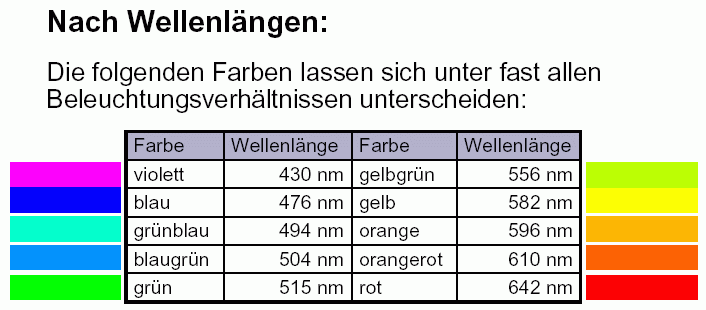 Nach Wellenlängen:
Die folgenden Farben lassen sich unter fast allen
Beleuchtungsverhältnissen unterscheiden:
Farbe Wellenlänge Farbe Wellenlänge
violett 430 nm gelbgrün 556 nm
blau 476 nm gelb 582 nm
grünblau 494 nm orange 596 nm
blaugrün 504 nm orangerot 610 nm
grün 515 nm rot 642 nm